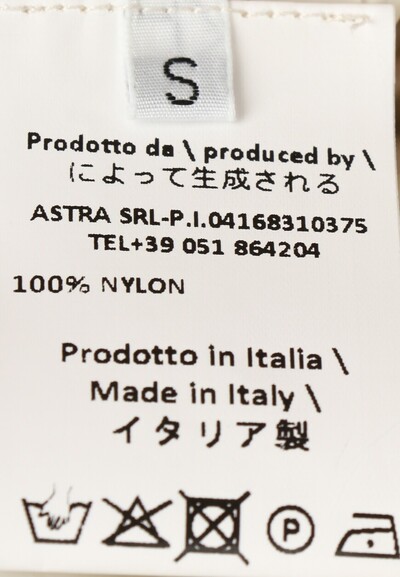 S
Prodotto da \ produced by \
によって生成される
ASTRA SRL-P.I.04168310375
TEL+39 051 864204
100% NYLON
Prodotto in Italia \
Made in Italy \
イタリア製
P